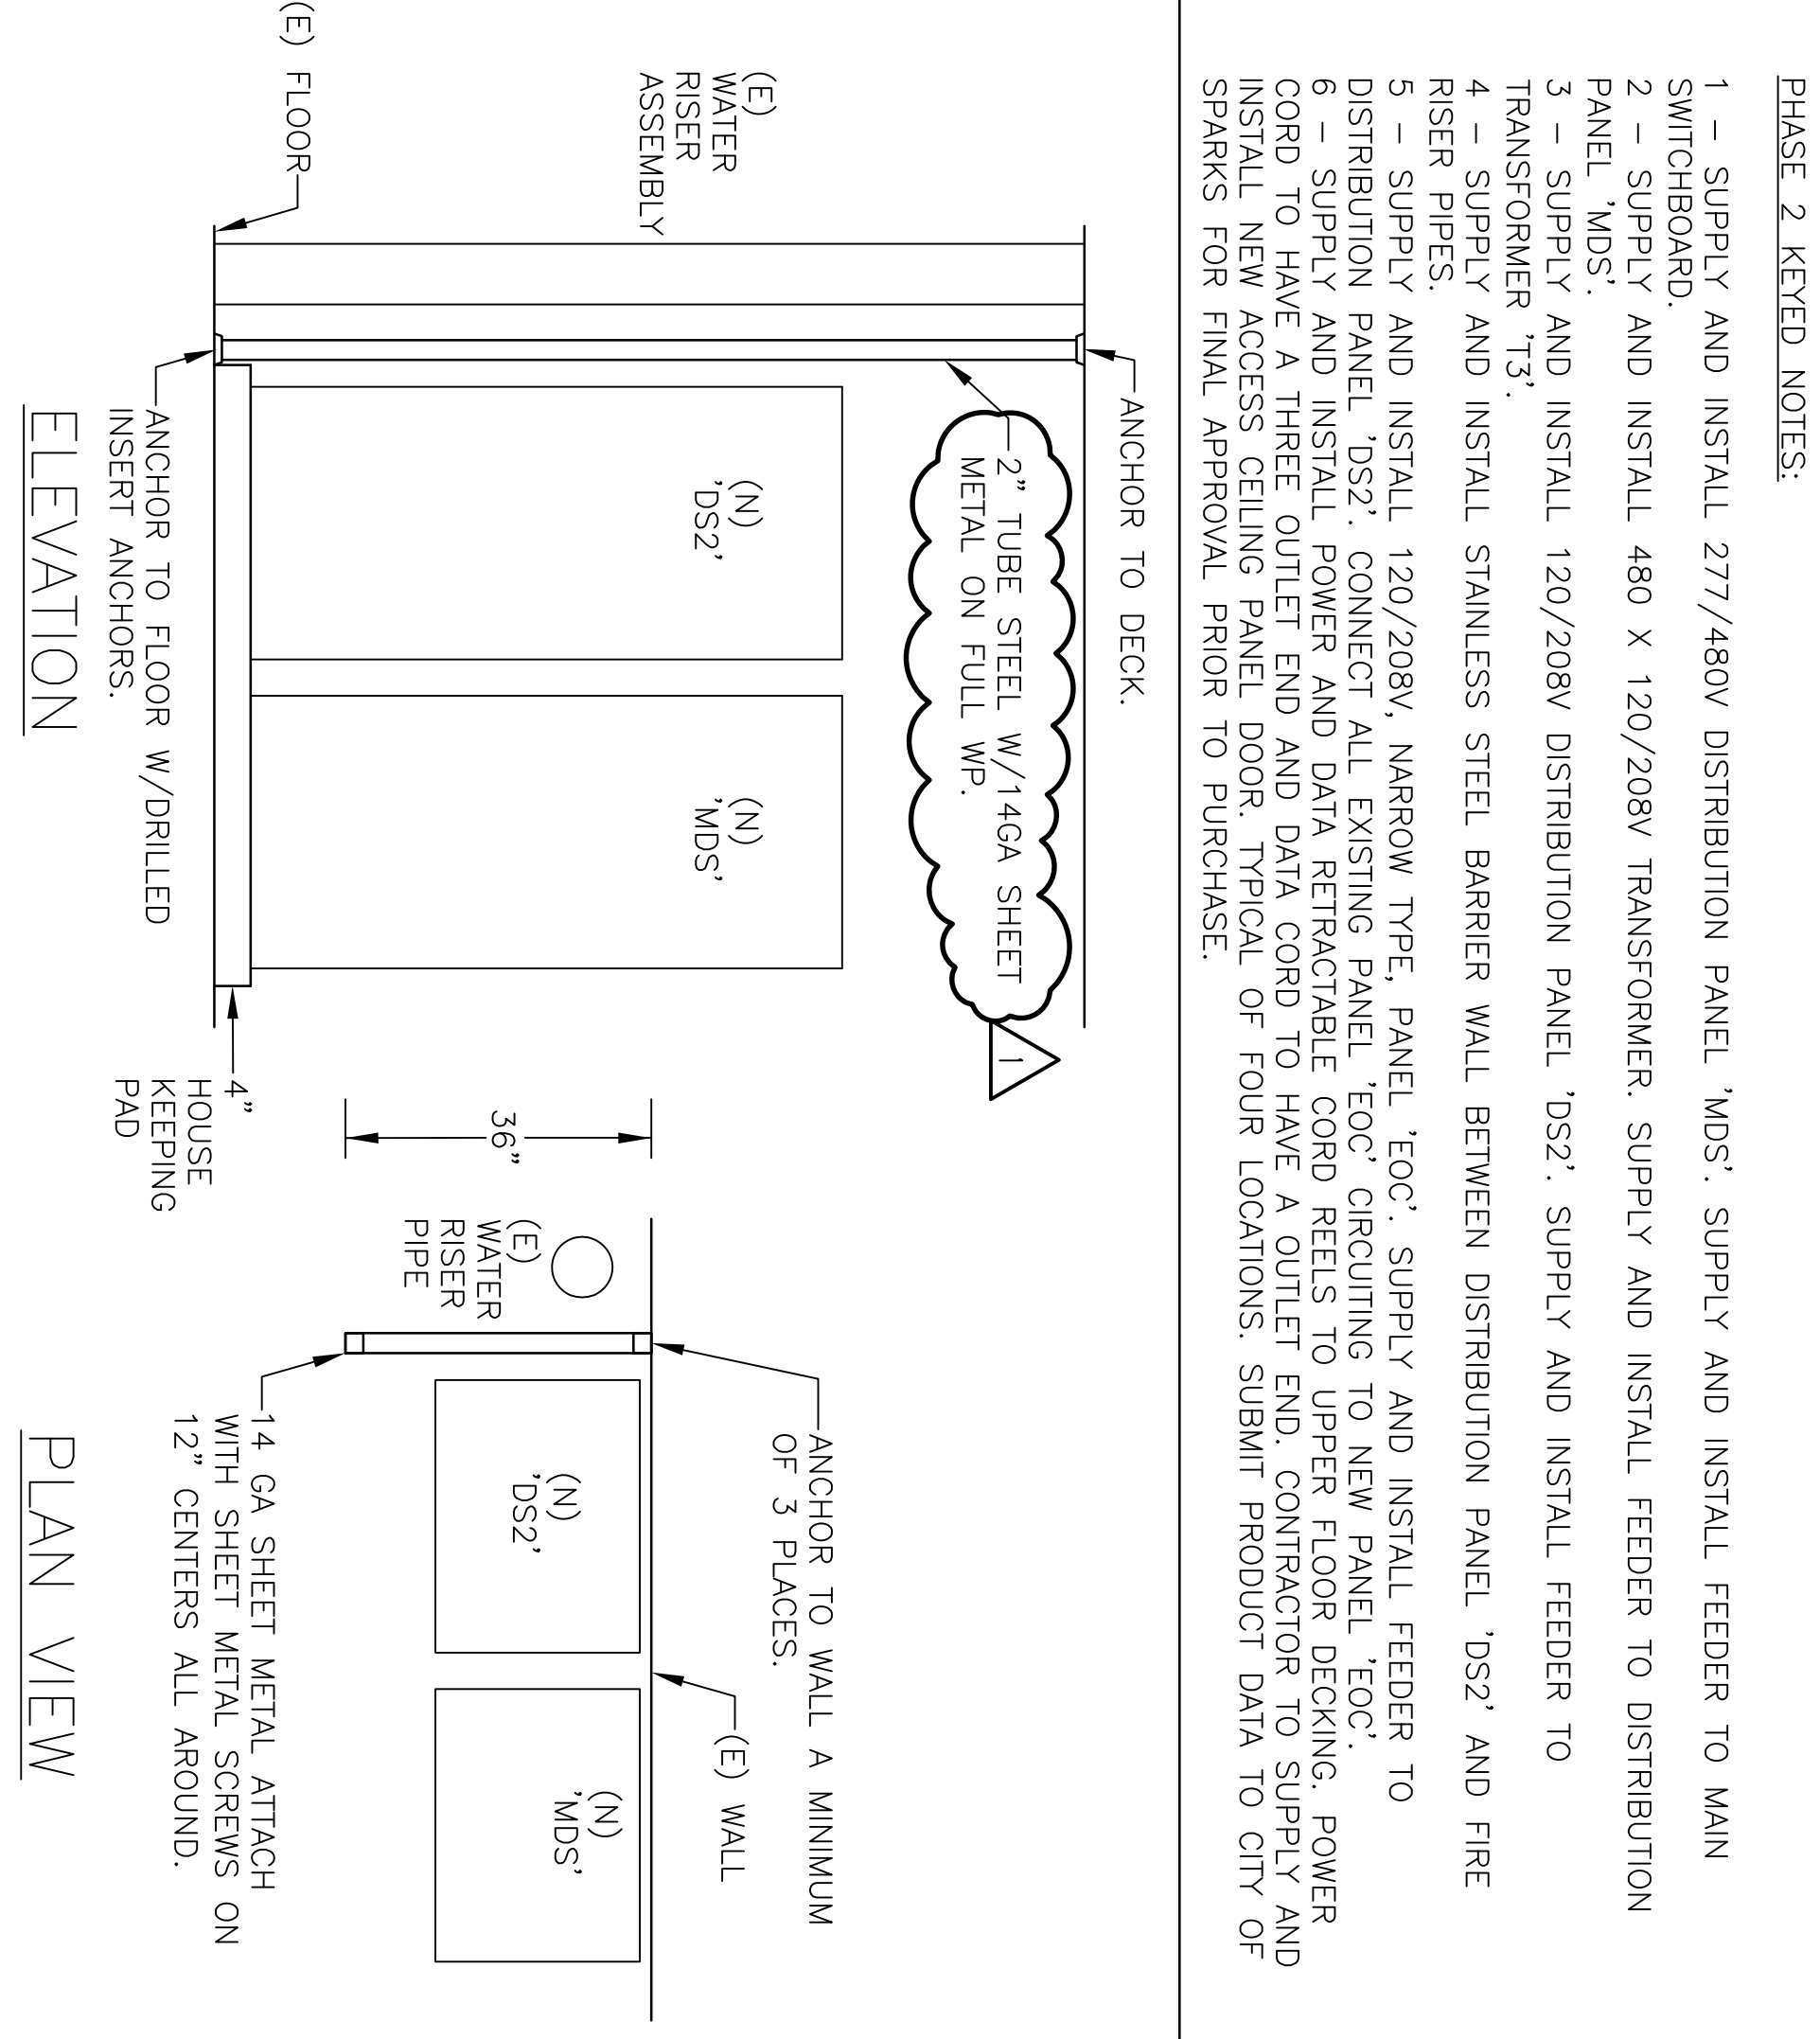 PHASE 2 KEYED NOTES:
1 – SUPPLY AND INSTALL 277/480V DISTRIBUTION PANEL 'MDS'. SUPPLY AND INSTALL FEEDER TO MAIN
SWITCHBOARD.
2 – SUPPLY AND INSTALL 480 X 120/208V TRANSFORMER. SUPPLY AND INSTALL FEEDER TO DISTRIBUTION
PANEL 'MDS'.
3 – SUPPLY AND INSTALL 120/208V DISTRIBUTION PANEL 'DS2'. SUPPLY AND INSTALL FEEDER TO
TRANSFORMER 'T3'.
4 – SUPPLY AND INSTALL STAINLESS STEEL BARRIER WALL BETWEEN DISTRIBUTION PANEL 'DS2' AND FIRE
RISER PIPES.
5 – SUPPLY AND INSTALL 120/208V, NARROW TYPE, PANEL 'EOC'. SUPPLY AND INSTALL FEEDER TO
DISTRIBUTION PANEL 'DS2'. CONNECT ALL EXISTING PANEL 'EOC' CIRCUITING TO NEW PANEL 'EOC'.
6 – SUPPLY AND INSTALL POWER AND DATA RETRACTABLE CORD REELS TO UPPER FLOOR DECKING. POWER
CORD TO HAVE A THREE OUTLET END AND DATA CORD TO HAVE A OUTLET END. CONTRACTOR TO SUPPLY AND
INSTALL NEW ACCESS CEILING PANEL DOOR. TYPICAL OF FOUR LOCATIONS. SUBMIT PRODUCT DATA TO CITY OF
SPARKS FOR FINAL APPROVAL PRIOR TO PURCHASE.
ANCHOR TO DECK.
2" TUBE STEEL W/14GA SHEET
METAL ON FULL WP.
1
(E)
WATER
RISER
ASSEMBLY
(N)
'DS2'
(N)
'MDS'
(E) FLOOR
ANCHOR TO FLOOR W/DRILLED
INSERT ANCHORS.
4"
HOUSE
KEEPING
PAD
ELEVATION
ANCHOR TO WALL A MINIMUM
OF 3 PLACES.
(E) WALL
36"
(E)
WATER
RISER
PIPE
(N)
'DS2'
(N)
'MDS'
14 GA SHEET METAL ATTACH
WITH SHEET METAL SCREWS ON
12" CENTERS ALL AROUND.
PLAN VIEW